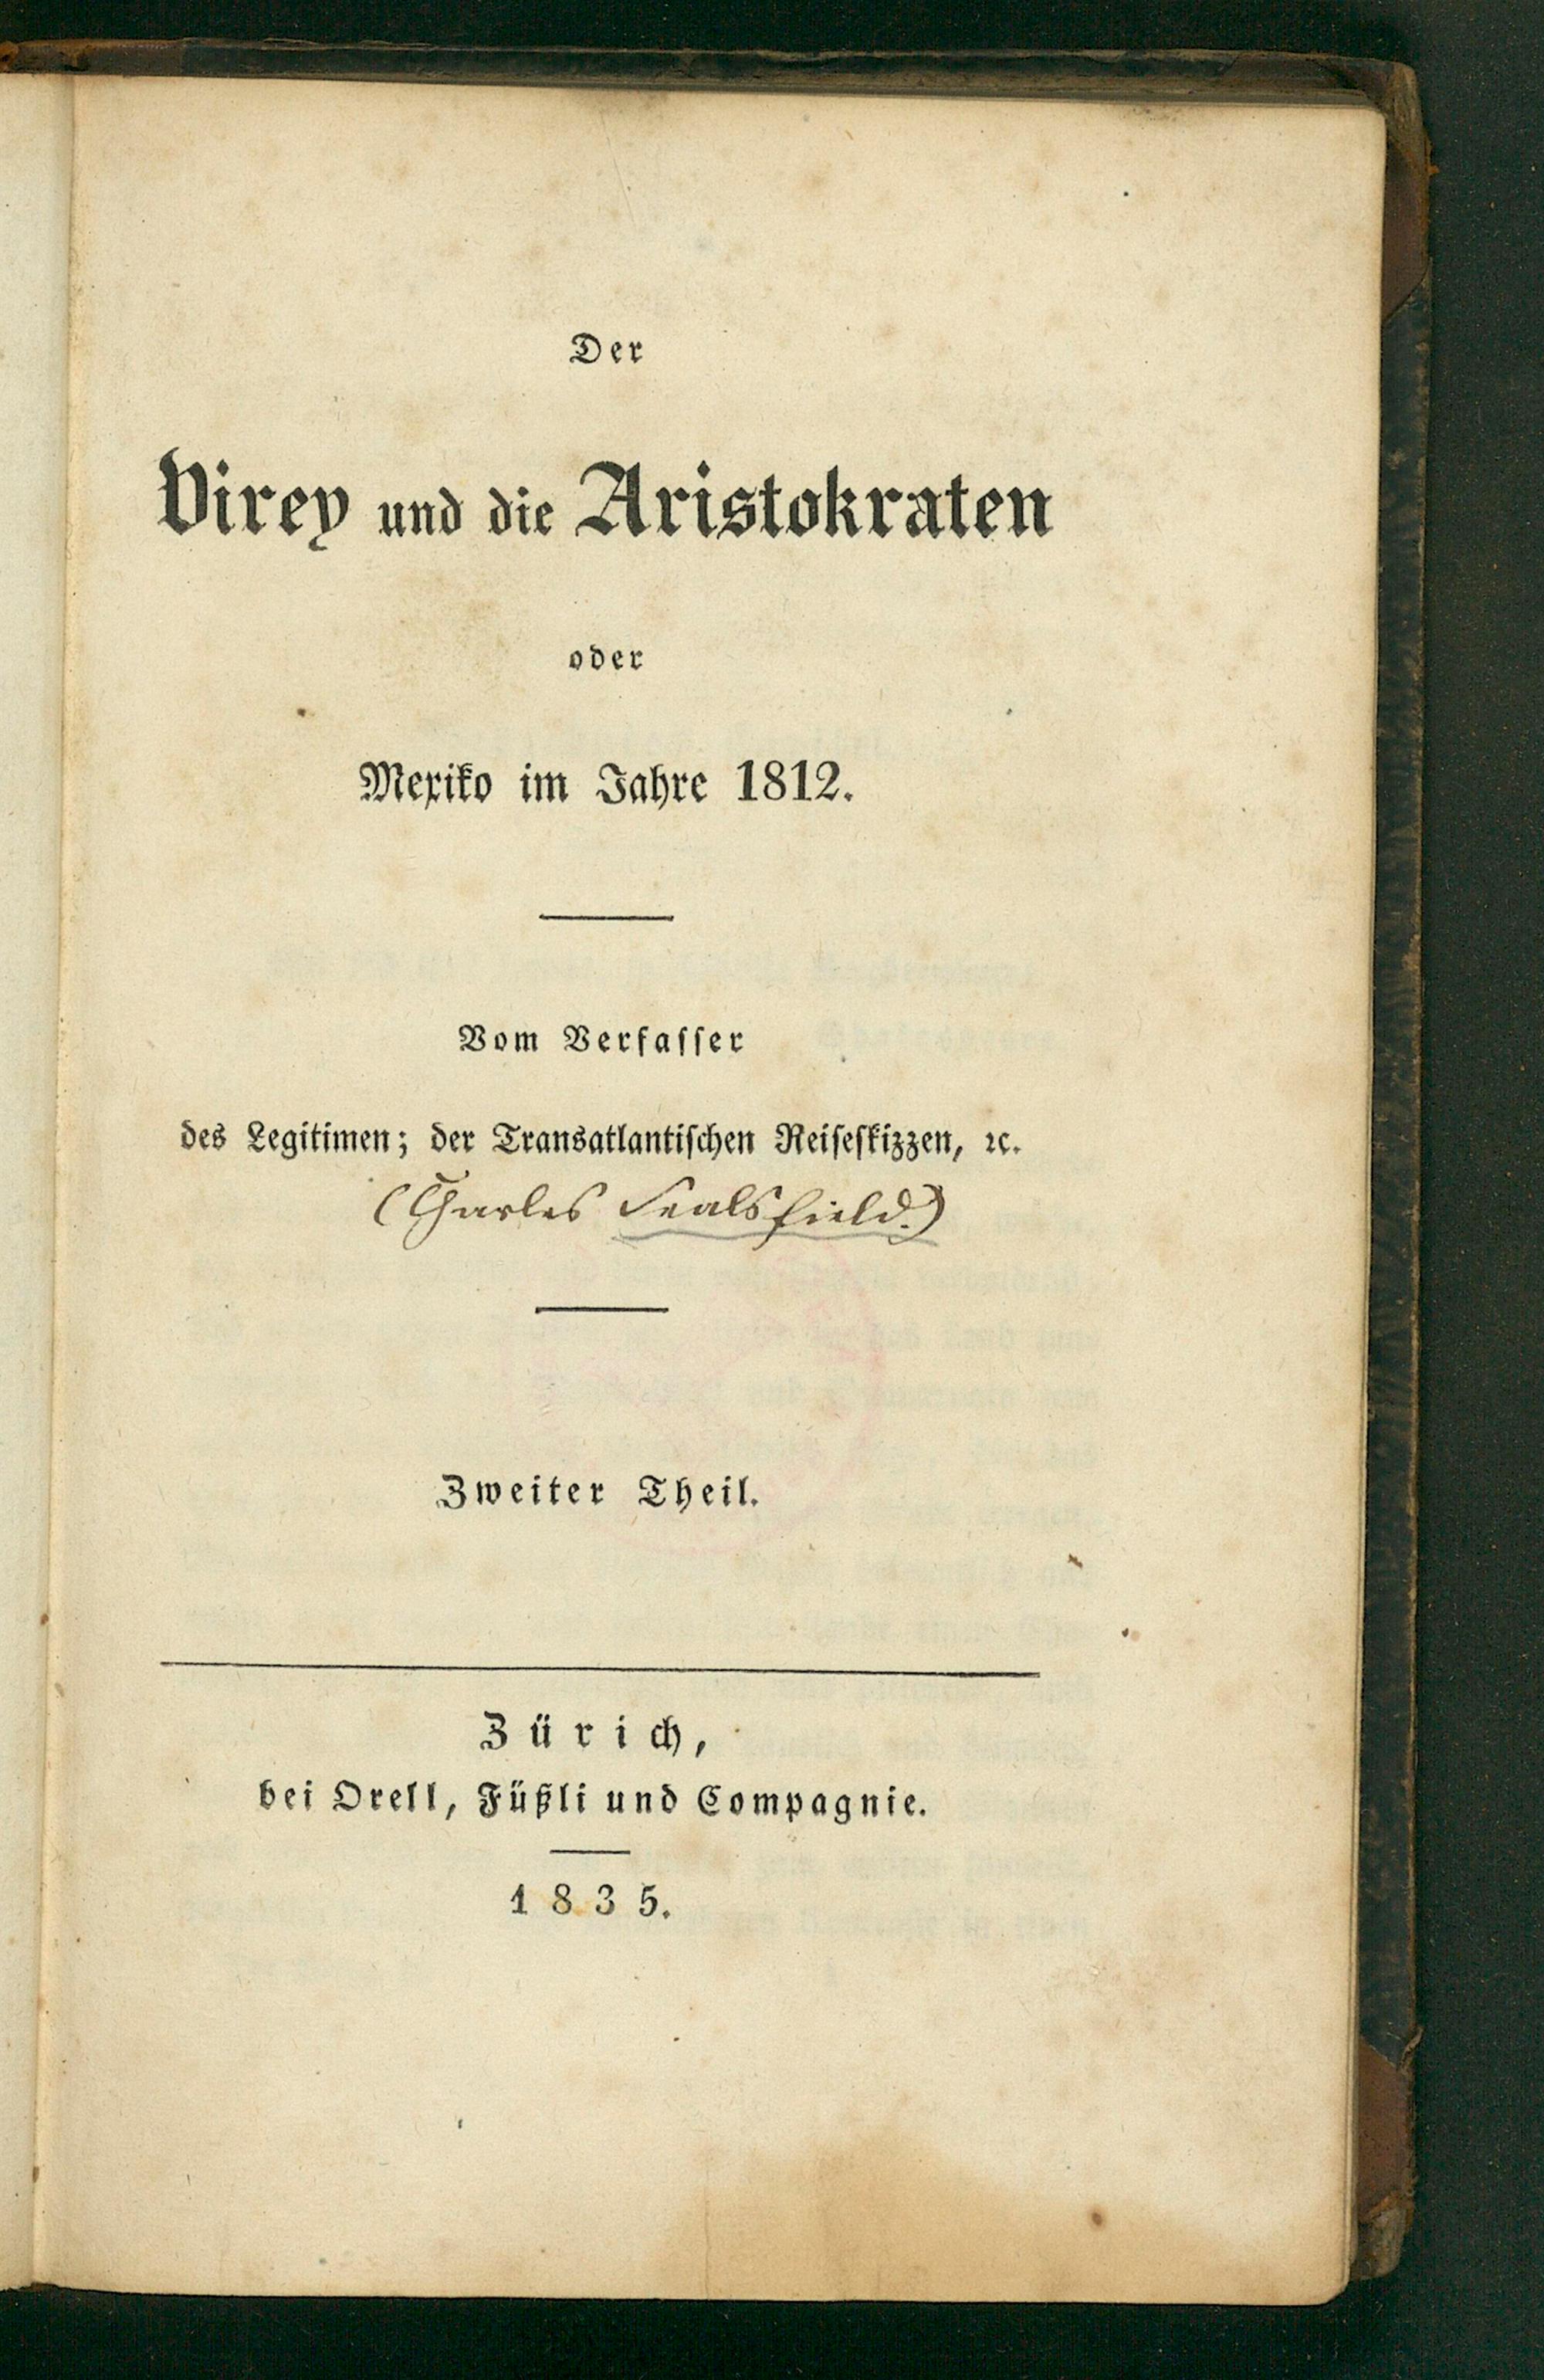 Der
Virey und die Aristokraten
oder
Mexiko im Jahre 1812.
Vom Verfasser
des Legitimen; der Transatlantischen Reiseskizzen, ꝛc.
(Charles Sealsfield.)
Zweiter Theil.
Zürich,
bei Orell, Füßli und Compagnie.
1835.